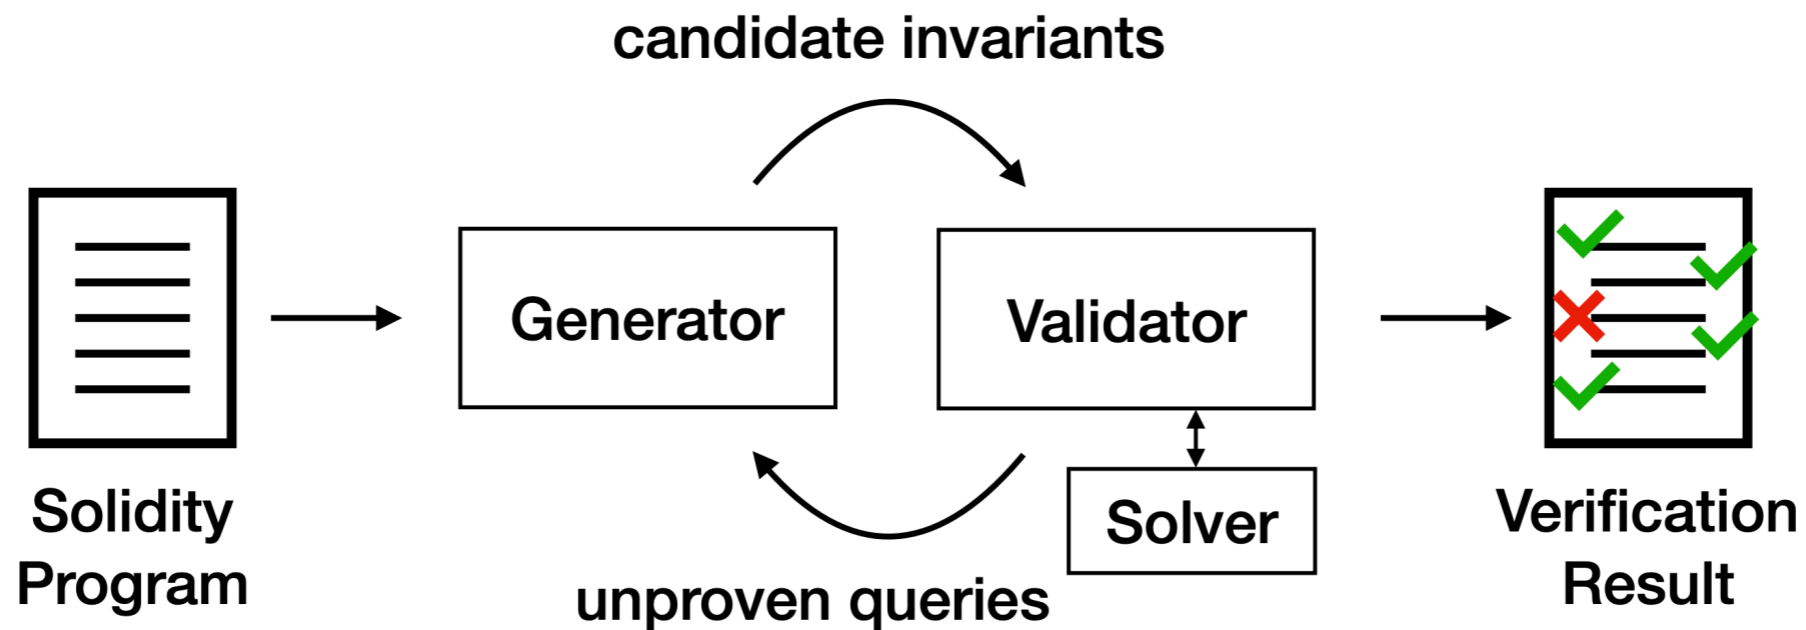 candidate invariants
Generator
Validator
Solver
Solidity
Program
unproven queries
Verification
Result